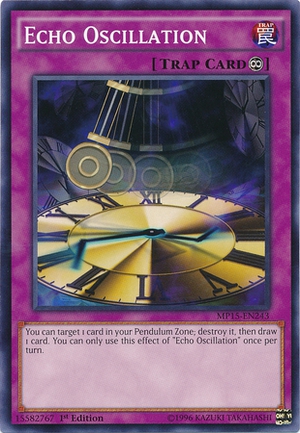 Echo Oscillation
TRAP
罠
[Trap Card∞]
MP15-EN243
You can target 1 card in your Pendulum Zone; destroy it, then draw
1 card. You can only use this effect of "Echo Oscillation" once per
turn.
15582767
1st Edition
©1996 KAZUKI TAKAHASHI